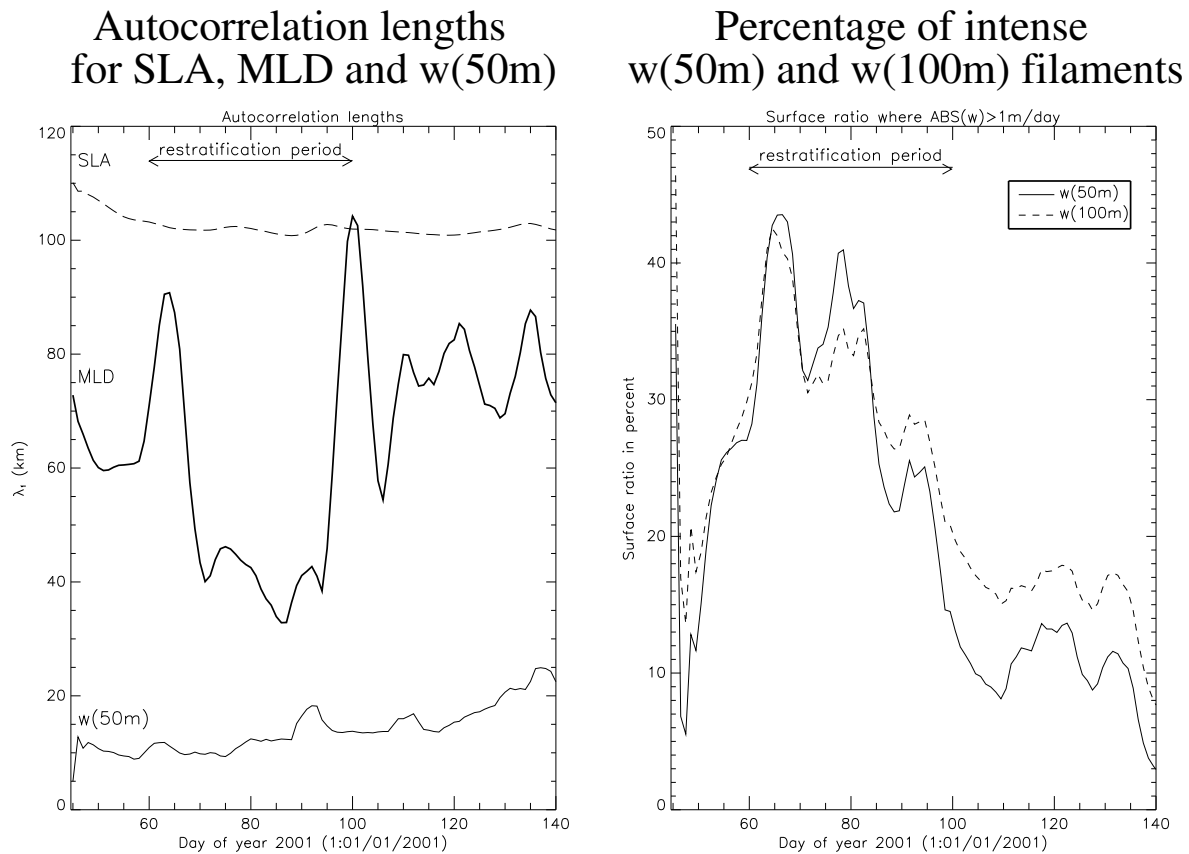 Autocorrelation lengths
for SLA, MLD and w(50m)
Autocorrelation lengths
120
100
80
60
40
20
0
λ₁ (km)
SLA
restratification period
MLD
w(50m)
60
80
100
120
140
Day of year 2001 (1:01/01/2001)
Percentage of intense
w(50m) and w(100m) filaments
Surface ratio where ABS(w)>1m/day
50
40
30
20
10
0
Surface ratio in percent
restratification period
w(50m)
w(100m)
60
80
100
120
140
Day of year 2001 (1:01/01/2001)